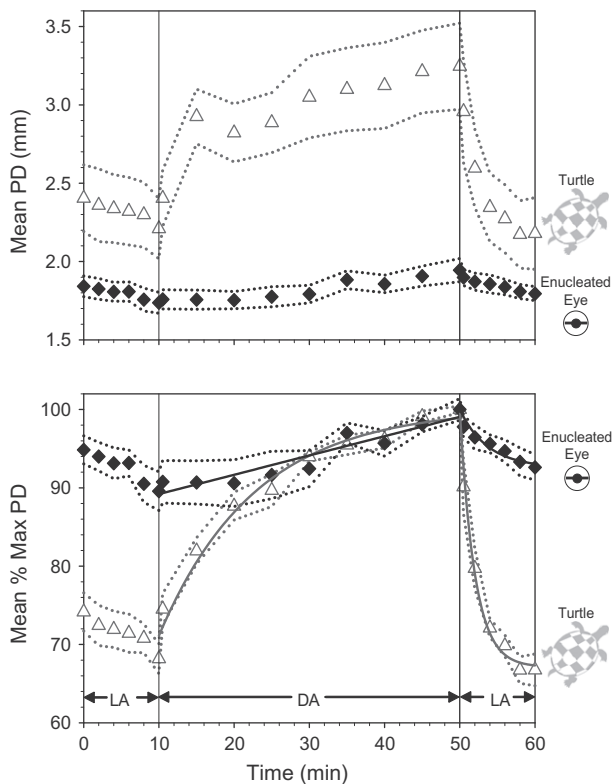 3.5
3.0
2.5
2.0
1.5
Mean PD (mm)
Turtle
Enucleated
Eye
100
90
80
70
60
Mean % Max PD
Enucleated
Eye
Turtle
LA
DA
LA
0
10
20
30
40
50
60
Time (min)